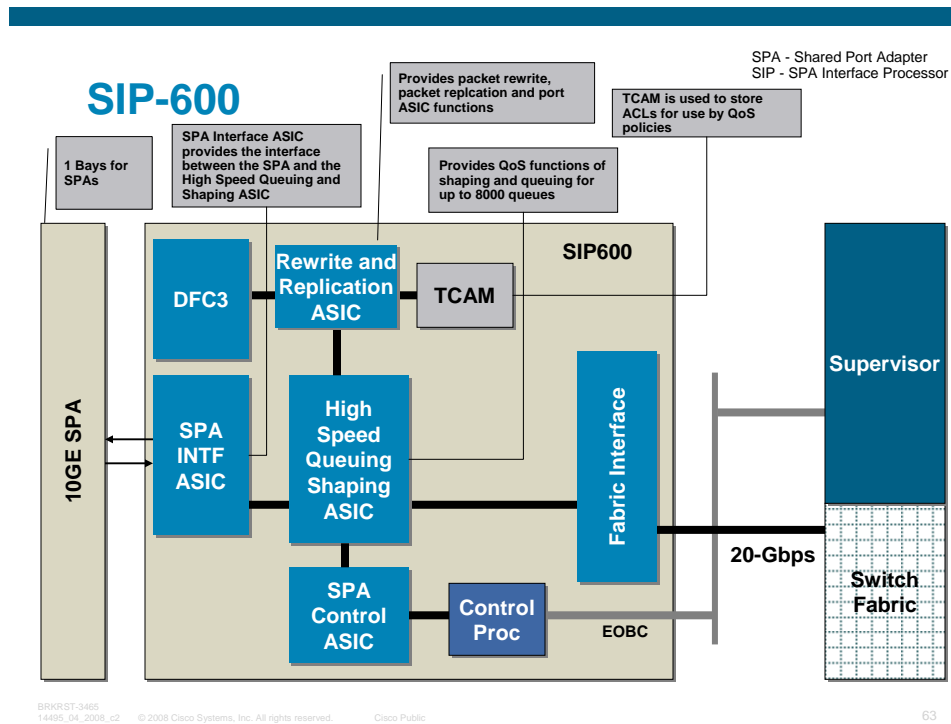 SPA - Shared Port Adapter
SIP - SPA Interface Processor
SIP-600
Provides packet rewrite,
packet replcation and port
ASIC functions
TCAM is used to store
ACLs for use by QoS
policies
SPA Interface ASIC
provides the interface
between the SPA and the
High Speed Queuing and
Shaping ASIC
1 Bays for
SPAs
Provides QoS functions of
shaping and queuing for
up to 8000 queues
SIP600
DFC3
Rewrite and
Replication
ASIC
TCAM
Supervisor
10GE SPA
SPA
INTF
ASIC
High
Speed
Queuing
Shaping
ASIC
Fabric Interface
20-Gbps
Switch
Fabric
SPA
Control
ASIC
Control
Proc
EOBC
BRKRST-3465
14495_04_2008_c2 © 2008 Cisco Systems, Inc. All rights reserved. Cisco Public 63